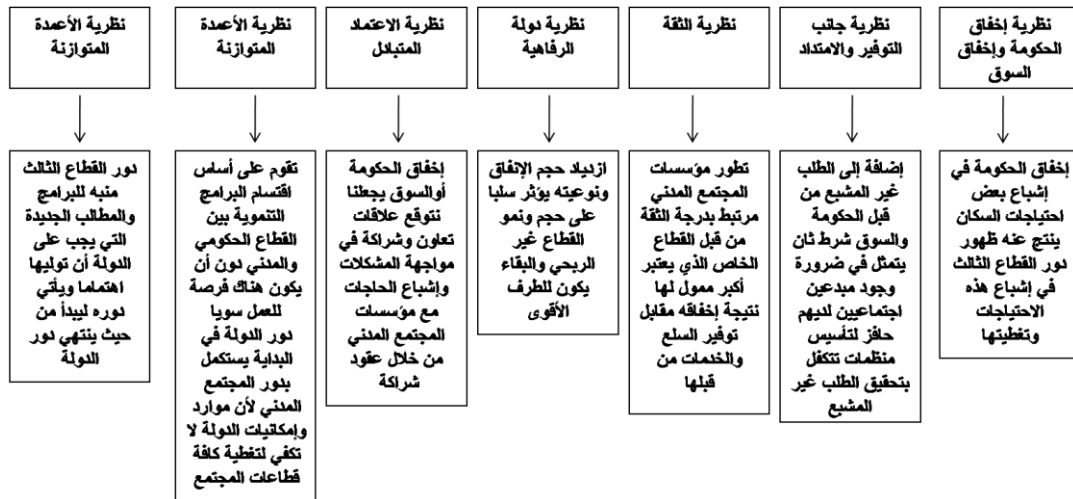 نظرية إخفاق
الحكومة وإخفاق
السوق
نظرية جانب
التوفير والامتداد
نظرية الثقة
نظرية دولة
الرفاهية
نظرية الاعتماد
المتبادل
نظرية الأعمدة
المتوازنة
نظرية الأعمدة
المتوازنة
إخفاق الحكومة في
إشباع بعض
احتياجات السكان
ينتج عنه ظهور
دور القطاع الثالث
في إشباع هذه
الاحتياجات
وتغطيتها
إضافة إلى الطلب
غير المشبع من
قبل الحكومة
والسوق شرط ثان
يتمثل في ضرورة
وجود مبدعين
اجتماعيين لديهم
حافز لتأسيس
منظمات تتكفل
بتحقيق الطلب غير
المشبع
تطور مؤسسات
المجتمع المدني
مرتبط بدرجة الثقة
من قبل القطاع
الخاص الذي يعتبر
أكبر ممول لها
نتيجة إخفاقه مقابل
توفير السلع
والخدمات من
قبلها
ازدياد حجم الإنفاق
ونوعيته يؤثر سلبا
على حجم ونمو
القطاع غير
الربحي والبقاء
يكون للطرف
الأقوى
إخفاق الحكومة
أوالسوق يجعلنا
نتوقع علاقات
تعاون وشراكة في
مواجهة المشكلات
وإشباع الحاجات
مع مؤسسات
المجتمع المدني
من خلال عقود
شراكة
تقوم على أساس
اقتسام البرامج
التنموية بين
القطاع الحكومي
والمدني دون أن
يكون هناك فرصة
للعمل سويا
دور الدولة في
البداية يستكمل
بدور المجتمع
المدني لأن موارد
وإمكانيات الدولة لا
تكفي لتغطية كافة
قطاعات المجتمع
دور القطاع الثالث
منبه للبرامج
والمطالب الجديدة
التي يجب على
الدولة أن توليها
اهتماما ويأتي
دوره ليبدأ من
حيث ينتهي دور
الدولة